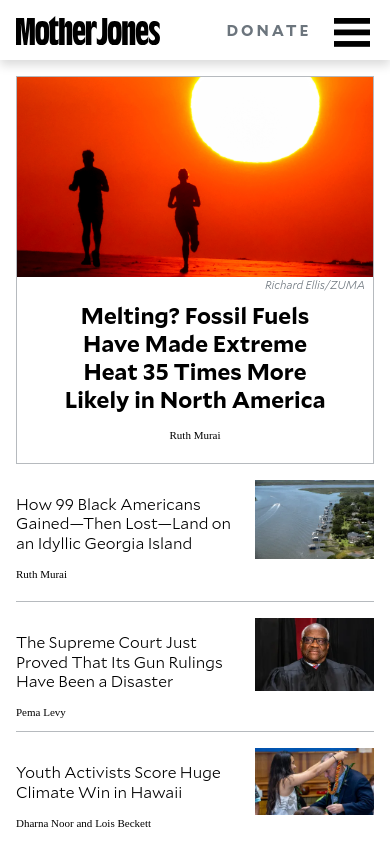 Mother Jones
DONATE
Richard Ellis/ZUMA
Melting? Fossil Fuels
Have Made Extreme
Heat 35 Times More
Likely in North America
Ruth Murai
How 99 Black Americans
Gained—Then Lost—Land on
an Idyllic Georgia Island
Ruth Murai
The Supreme Court Just
Proved That Its Gun Rulings
Have Been a Disaster
Pema Levy
Youth Activists Score Huge
Climate Win in Hawaii
Dharna Noor and Lois Beckett